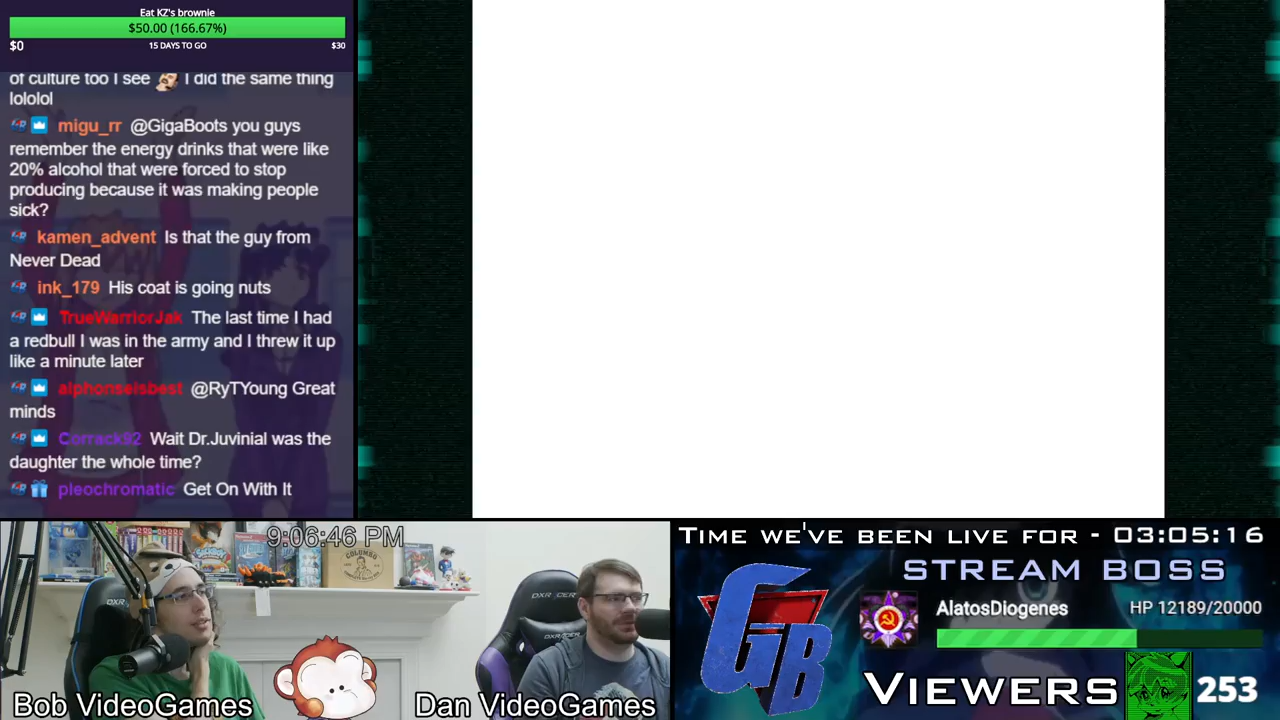 Eat KZ's brownie
$50.00 (166.67%)
$0 15 DAYS TO GO $30
of culture too I see I did the same thing
lololol
migu_rr @GigaBoots you guys
remember the energy drinks that were like
20% alcohol that were forced to stop
producing because it was making people
sick?
kamen_advent Is that the guy from
Never Dead
ink_179 His coat is going nuts
TrueWarriorJak The last time I had
a redbull I was in the army and I threw it up
like a minute later
alphonseisbest @RyTYoung Great
minds
Corrack92 Wait Dr.Juvinial was the
daughter the whole time?
pleochromatic Get On With It
9:06:46 PM
COLUMBO
DXRACER
DXRACER
DXRACER
Bob VideoGames
Dan VideoGames
Time we've been live for - 03:05:16
STREAM BOSS
AlatosDiogenes HP 12189/20000
GB
Viewers 253